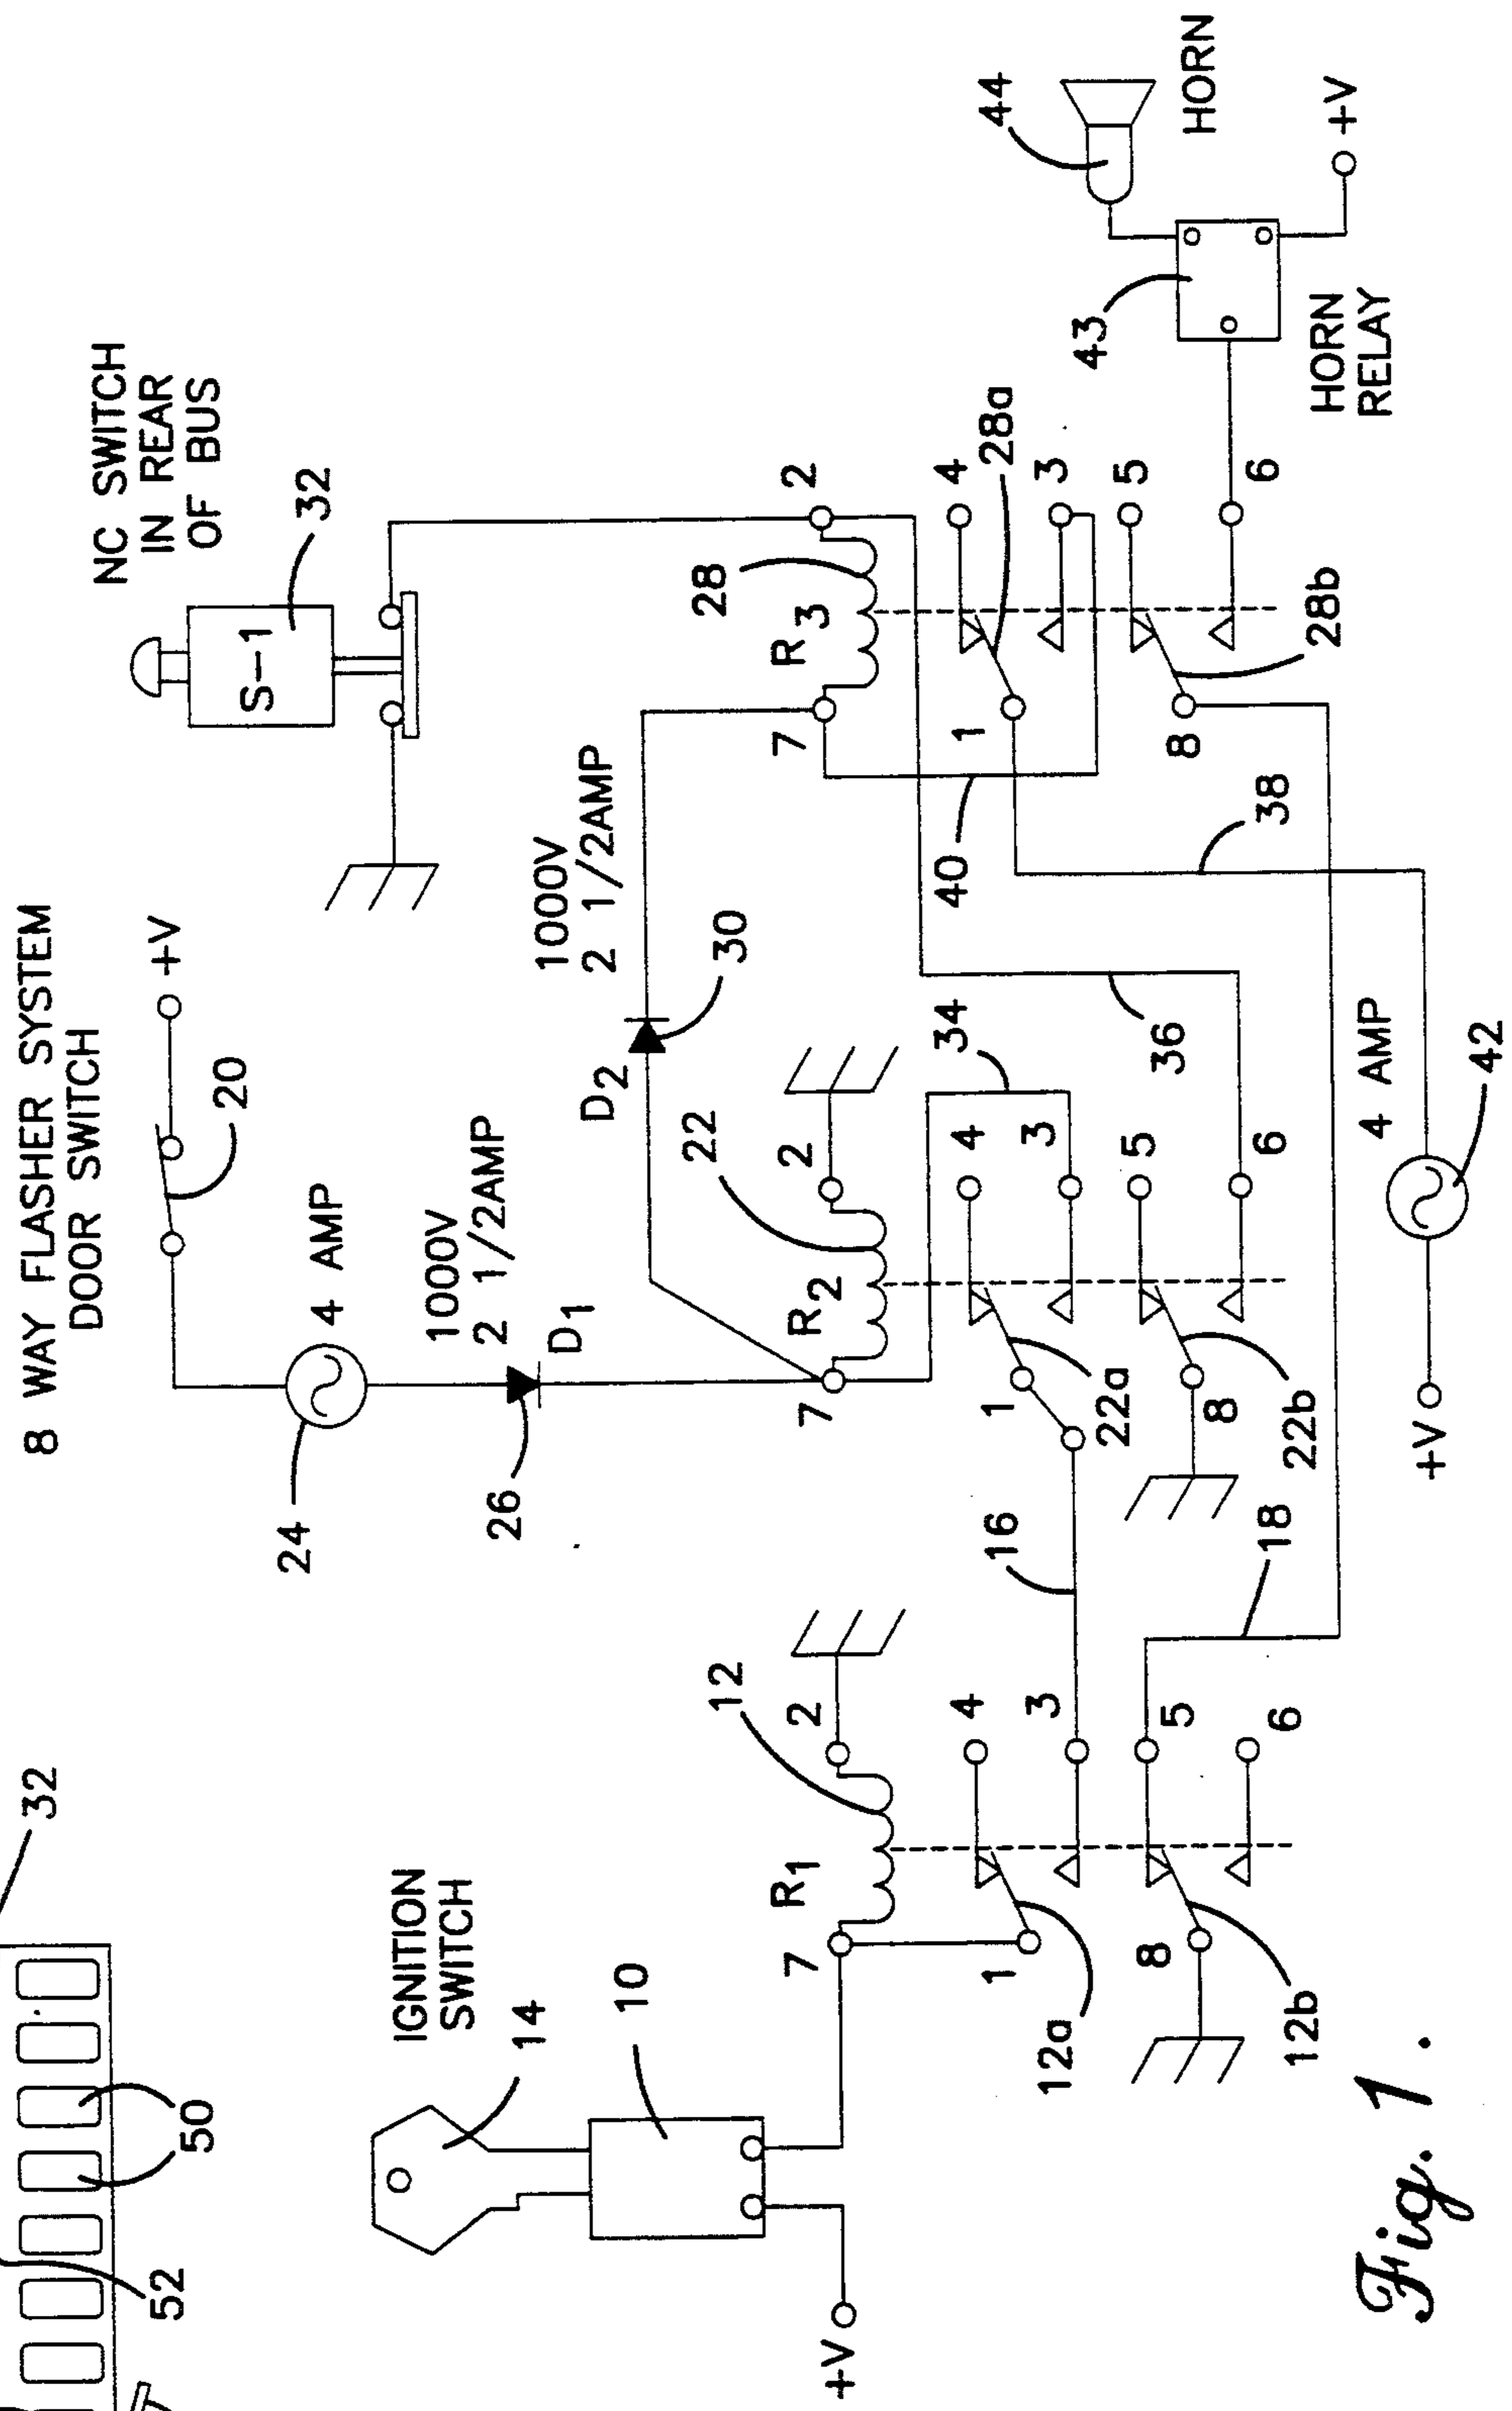 8 WAY FLASHER SYSTEM
DOOR SWITCH
+V
20
24
4 AMP
1000V
2 1/2AMP
26
D1
NC SWITCH
IN REAR
OF BUS
S-1
32
1000V
2 1/2AMP
D2
30
32
50
52
IGNITION
SWITCH
14
10
+V
R1
12
7
2
1
4
3
12a
8
5
6
12b
16
18
R2
22
7
2
1
4
3
22a
8
5
6
22b
34
36
R3
28
7
2
1
4
3
28a
8
5
6
28b
40
38
4 AMP
42
+V
43
HORN
RELAY
44
HORN
+V
Fig. 1.